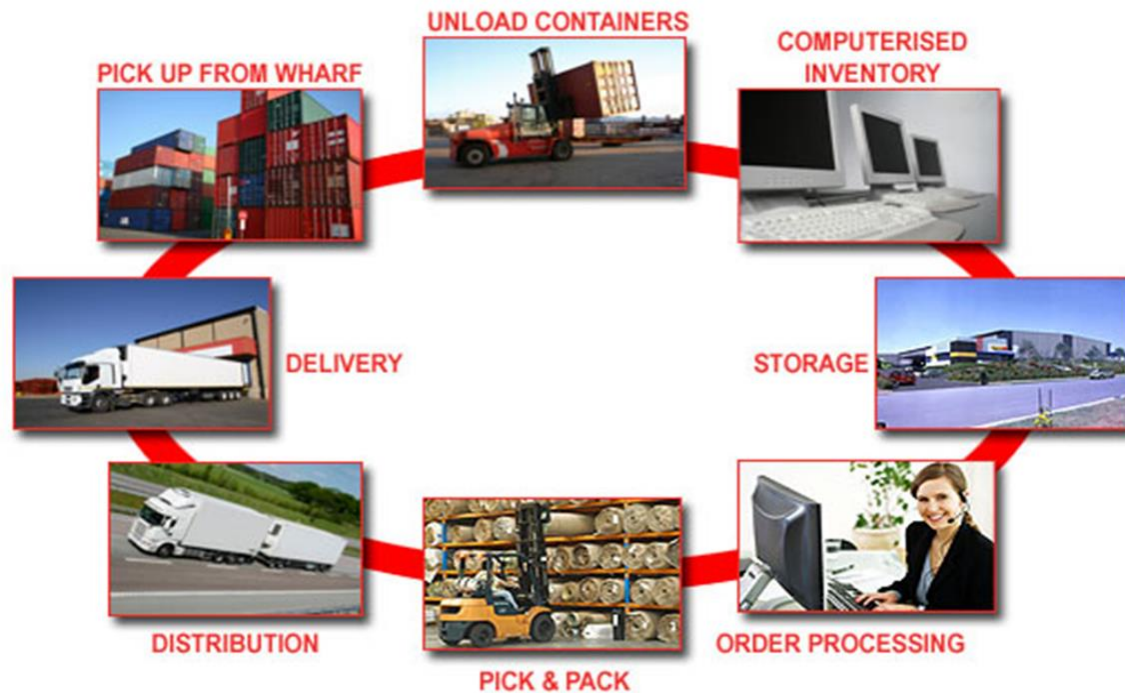 UNLOAD CONTAINERS
COMPUTERISED
INVENTORY
PICK UP FROM WHARF
DELIVERY
STORAGE
DISTRIBUTION
ORDER PROCESSING
PICK & PACK